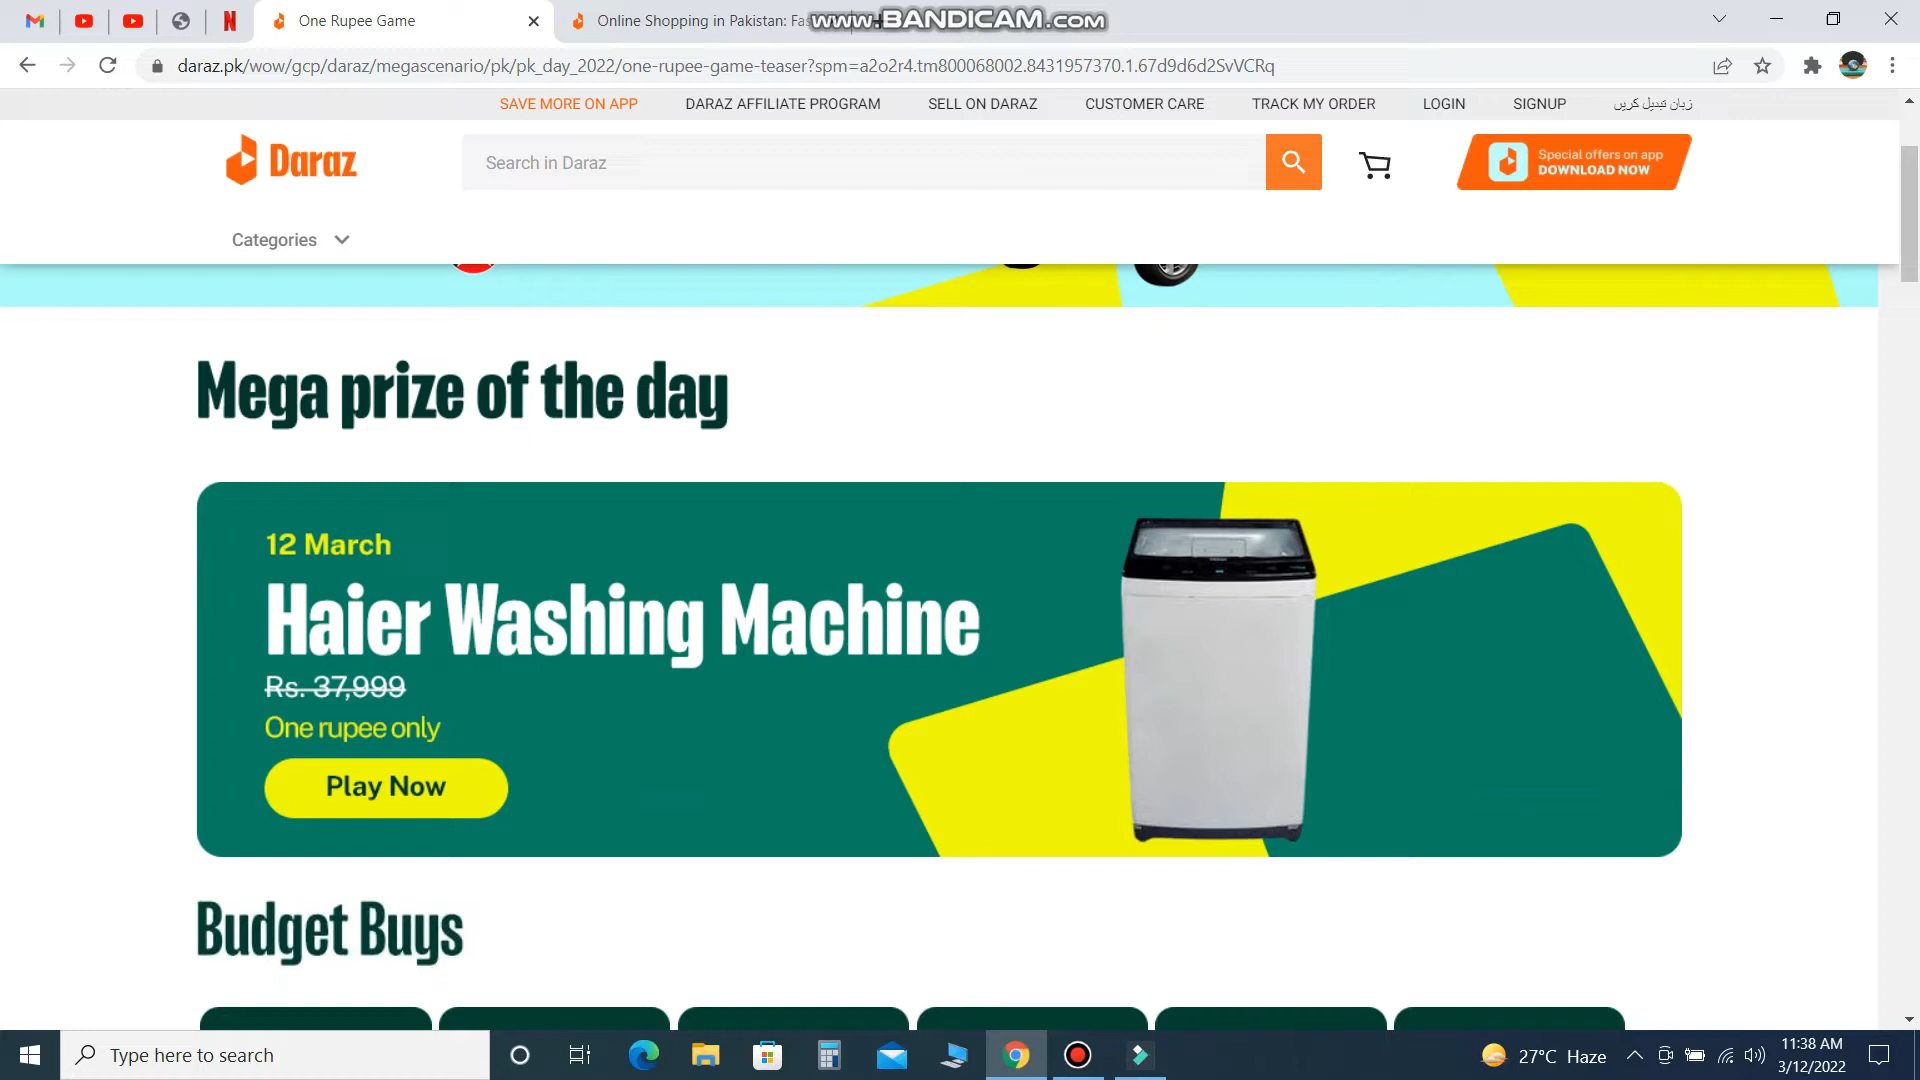 One Rupee Game
Online Shopping in Pakistan: Fas
www.BANDICAM.com
daraz.pk/wow/gcp/daraz/megascenario/pk/pk_day_2022/one-rupee-game-teaser?spm=a2o2r4.tm800068002.8431957370.1.67d9d6d2SvVCRq
SAVE MORE ON APP
DARAZ AFFILIATE PROGRAM
SELL ON DARAZ
CUSTOMER CARE
TRACK MY ORDER
LOGIN
SIGNUP
زبان تبدیل کریں
Daraz
Search in Daraz
Special offers on app
DOWNLOAD NOW
Categories
Mega prize of the day
12 March
Haier Washing Machine
Rs. 37,999
One rupee only
Play Now
Budget Buys
Type here to search
27°C Haze
11:38 AM
3/12/2022